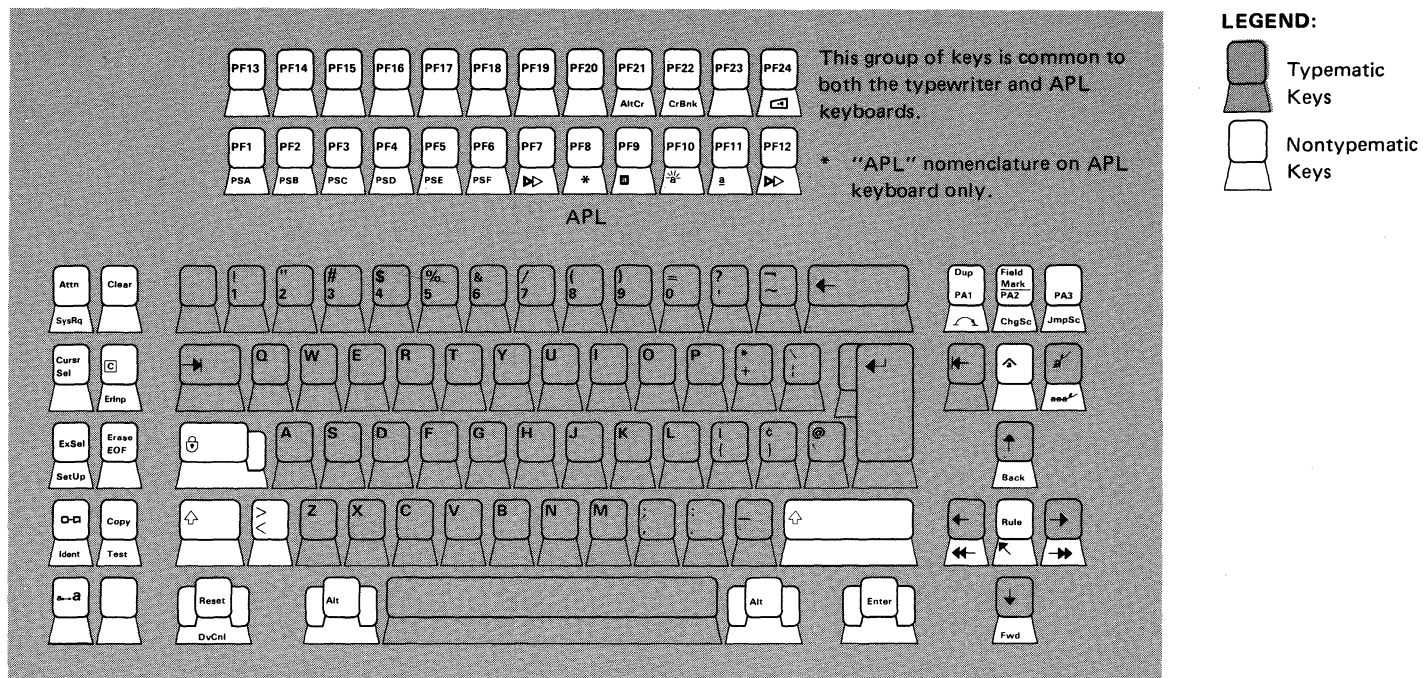 LEGEND:
Typematic
Keys
Nontypematic
Keys
PF13 PF14 PF15 PF16 PF17 PF18 PF19 PF20 PF21 PF22 PF23 PF24
AltCr CrBnk
This group of keys is common to
both the typewriter and APL
keyboards.
PF1 PF2 PF3 PF4 PF5 PF6 PF7 PF8 PF9 PF10 PF11 PF12
PSA PSB PSC PSD PSE PSF * a a
* "APL" nomenclature on APL
keyboard only.
APL
Attn Clear
SysRq
! " # $ % & / ( ) = ? ¬
1 2 3 4 5 6 7 8 9 0 ' ~
←
Dup Field
Mark
PA1 PA2 PA3
ChgSc JmpSc
Cursr
Sel C
ErInp
Q W E R T Y U I O P * \
+ ¦
a
aaa
ExSel Erase
EOF
SetUp
A S D F G H J K L [ ¢ @
{ } `
↑
Back
Copy
Ident Test
> Z X C V B N M ; : —
< , .
← Rule →
a a
Reset Alt Alt Enter
DvCnl
↓
Fwd